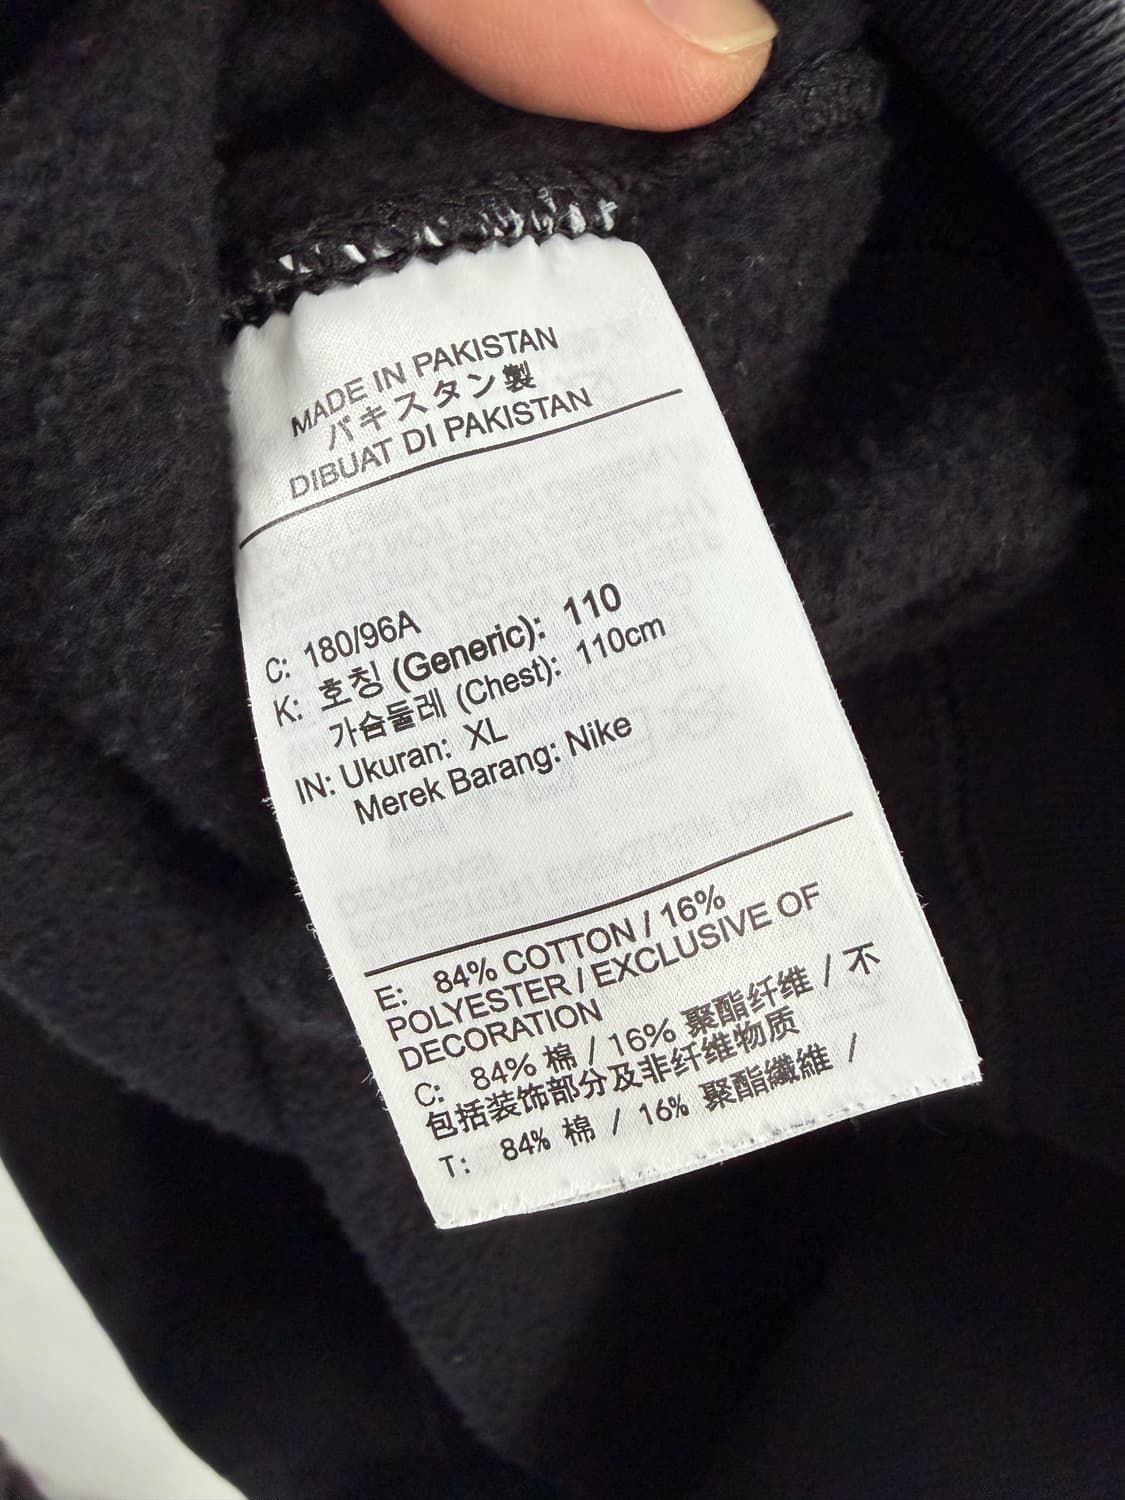 MADE IN PAKISTAN
パキスタン製
DIBUAT DI PAKISTAN
C: 180/96A
K: 호칭 (Generic): 110
가슴둘레 (Chest): 110cm
IN: Ukuran: XL
Merek Barang: Nike
E: 84% COTTON / 16%
POLYESTER / EXCLUSIVE OF
DECORATION
C: 84% 棉 / 16% 聚酯纤维 / 不
包括装饰部分及非纤维物质
T: 84% 棉 / 16% 聚酯纖維 /